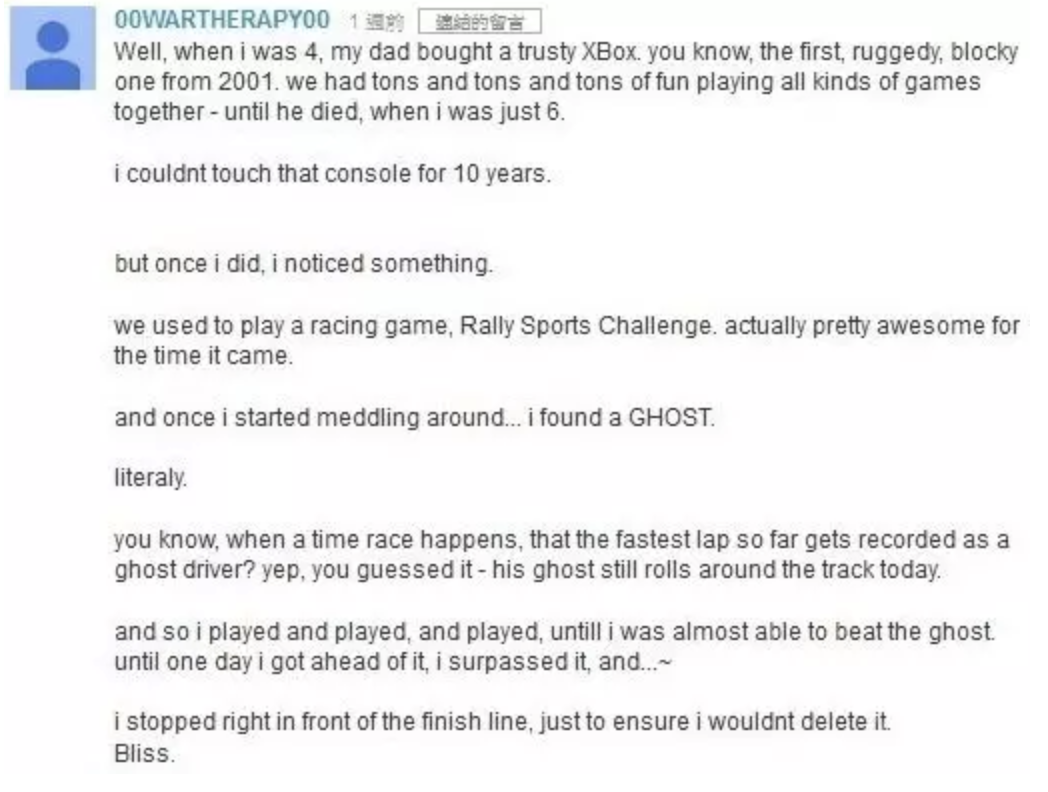 00WARTHERAPY00 1 週前 連結的留言
Well, when i was 4, my dad bought a trusty XBox. you know, the first, ruggedy, blocky
one from 2001. we had tons and tons and tons of fun playing all kinds of games
together - until he died, when i was just 6.
i couldnt touch that console for 10 years.
but once i did, i noticed something.
we used to play a racing game, Rally Sports Challenge. actually pretty awesome for
the time it came.
and once i started meddling around... i found a GHOST.
literaly.
you know, when a time race happens, that the fastest lap so far gets recorded as a
ghost driver? yep, you guessed it - his ghost still rolls around the track today.
and so i played and played, and played, untill i was almost able to beat the ghost.
until one day i got ahead of it, i surpassed it, and...~
i stopped right in front of the finish line, just to ensure i wouldnt delete it.
Bliss.